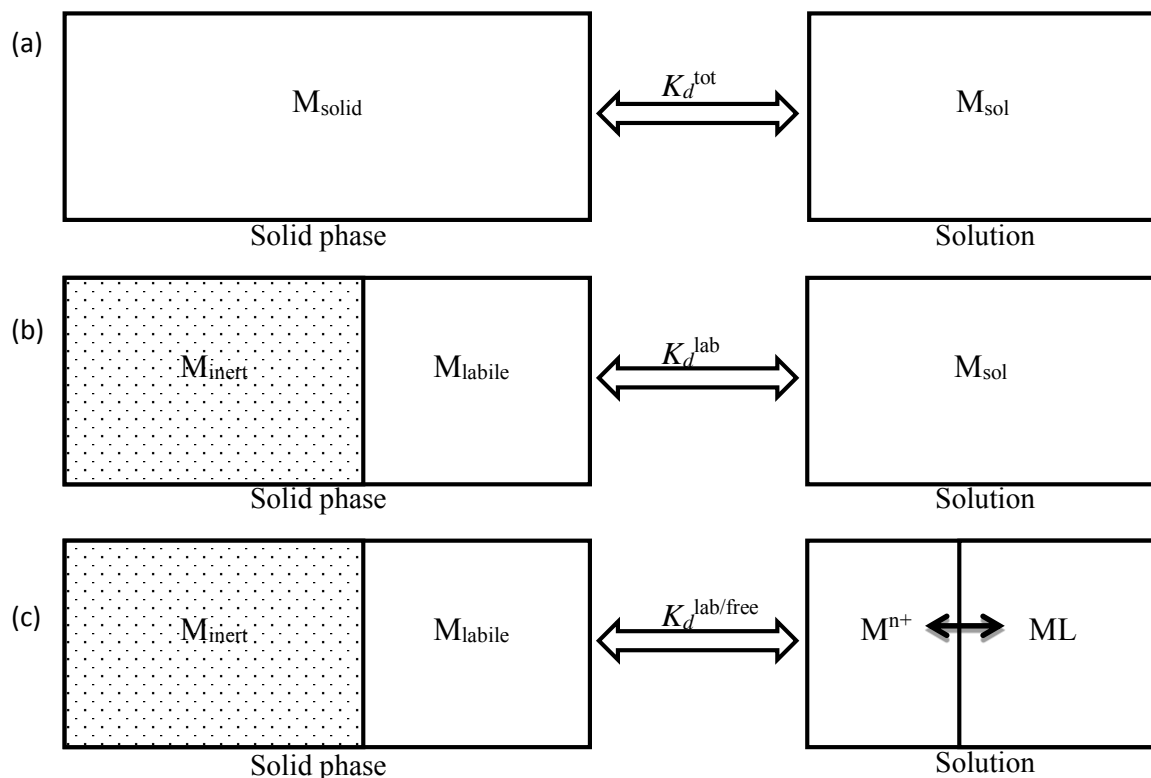 (a)
M_solid
K_d^tot
M_sol
Solid phase
Solution
(b)
M_inert
M_labile
K_d^lab
M_sol
Solid phase
Solution
(c)
M_inert
M_labile
K_d^lab/free
M^n+
ML
Solid phase
Solution